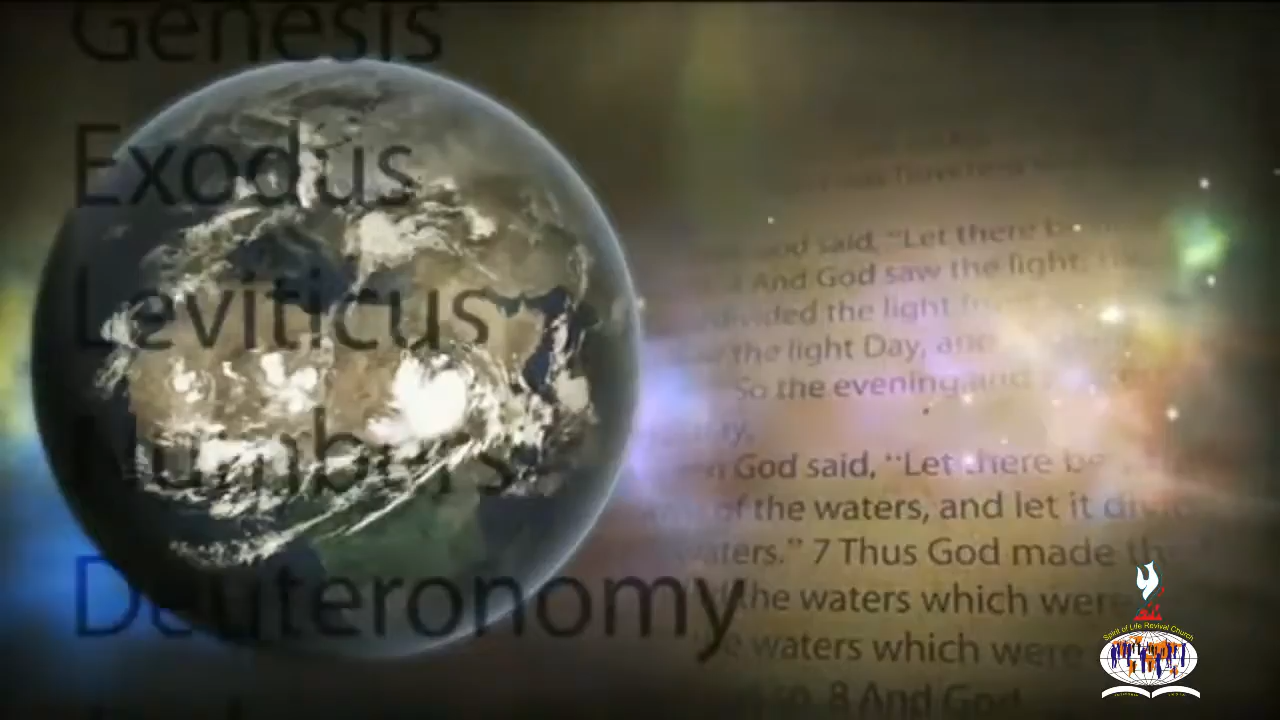 Genesis
Exodus
Leviticus
Numbers
Deuteronomy
God said, "Let there
And God saw the light,
divided the light
the light Day, and
So the evening and
God said, "Let there be
of the waters, and let it
waters." 7 Thus God made the
the waters which were
waters which were
so. 8 And God
Spirit of Life Revival Church